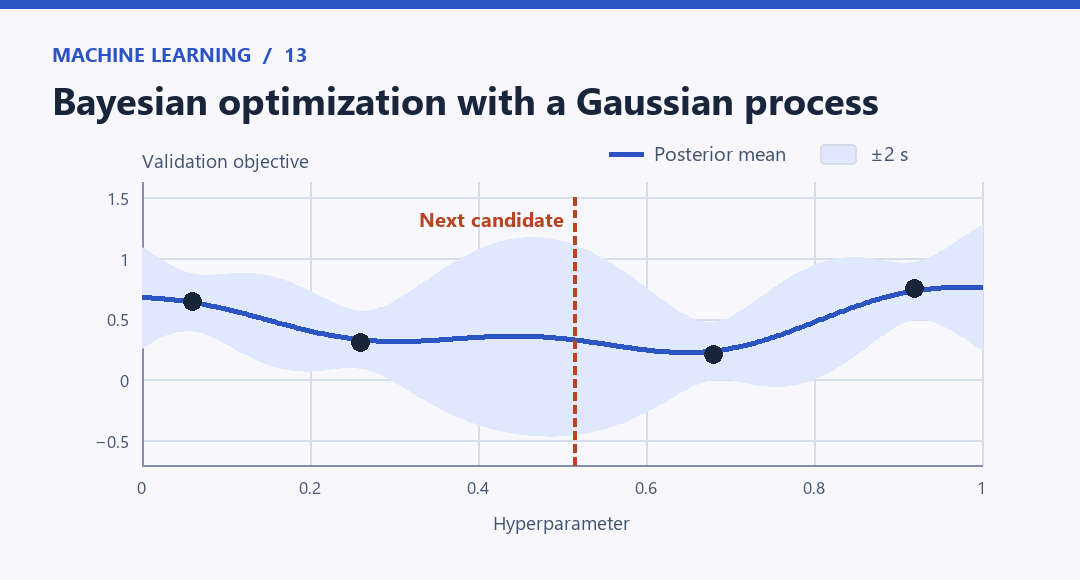 MACHINE LEARNING / 13
Bayesian optimization with a Gaussian process
Validation objective
Posterior mean
±2 s
1.5
1
0.5
0
−0.5
Next candidate
0
0.2
0.4
0.6
0.8
1
Hyperparameter